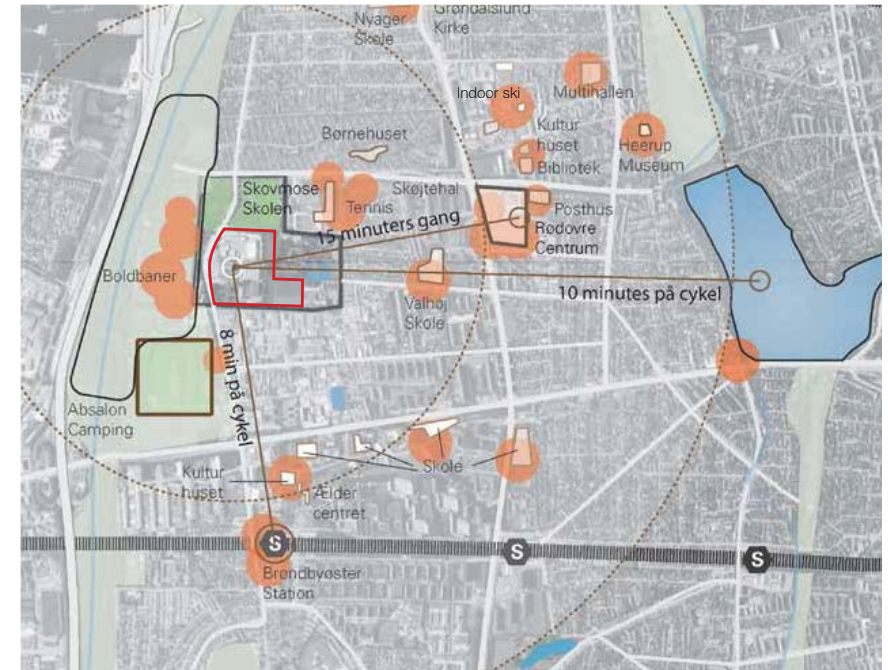 Grøndalslund
Kirke
Nyager
Skole
Indoor ski
Multihallen
Børnehuset
Kultur
huset
Bibliotek
Heerup
Museum
Skovmose
Skolen
Skøjtehal
Tennis
Posthus
15 minuters gang
Rødovre
Centrum
Boldbaner
Valhøj
Skole
10 minutes på cykel
8 min på cykel
Absalon
Camping
Skole
Kultur
huset
Ælder
centret
S
S
S
Brøndbyøster
Station